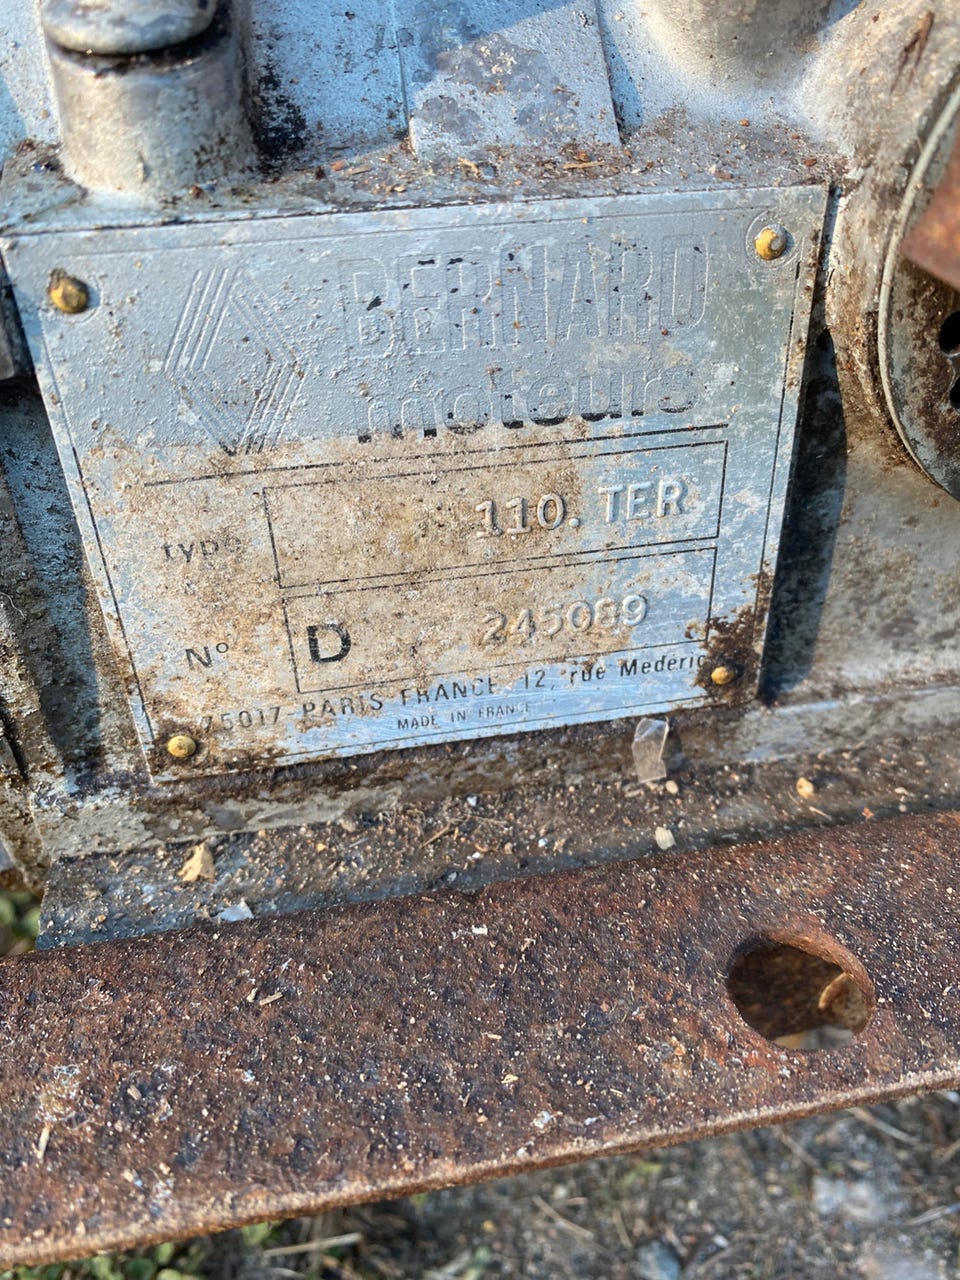 BERNARD
moteurs
type 110. TER
N° D 245089
75017-PARIS FRANCE 12, rue Mederic
MADE IN FRANCE